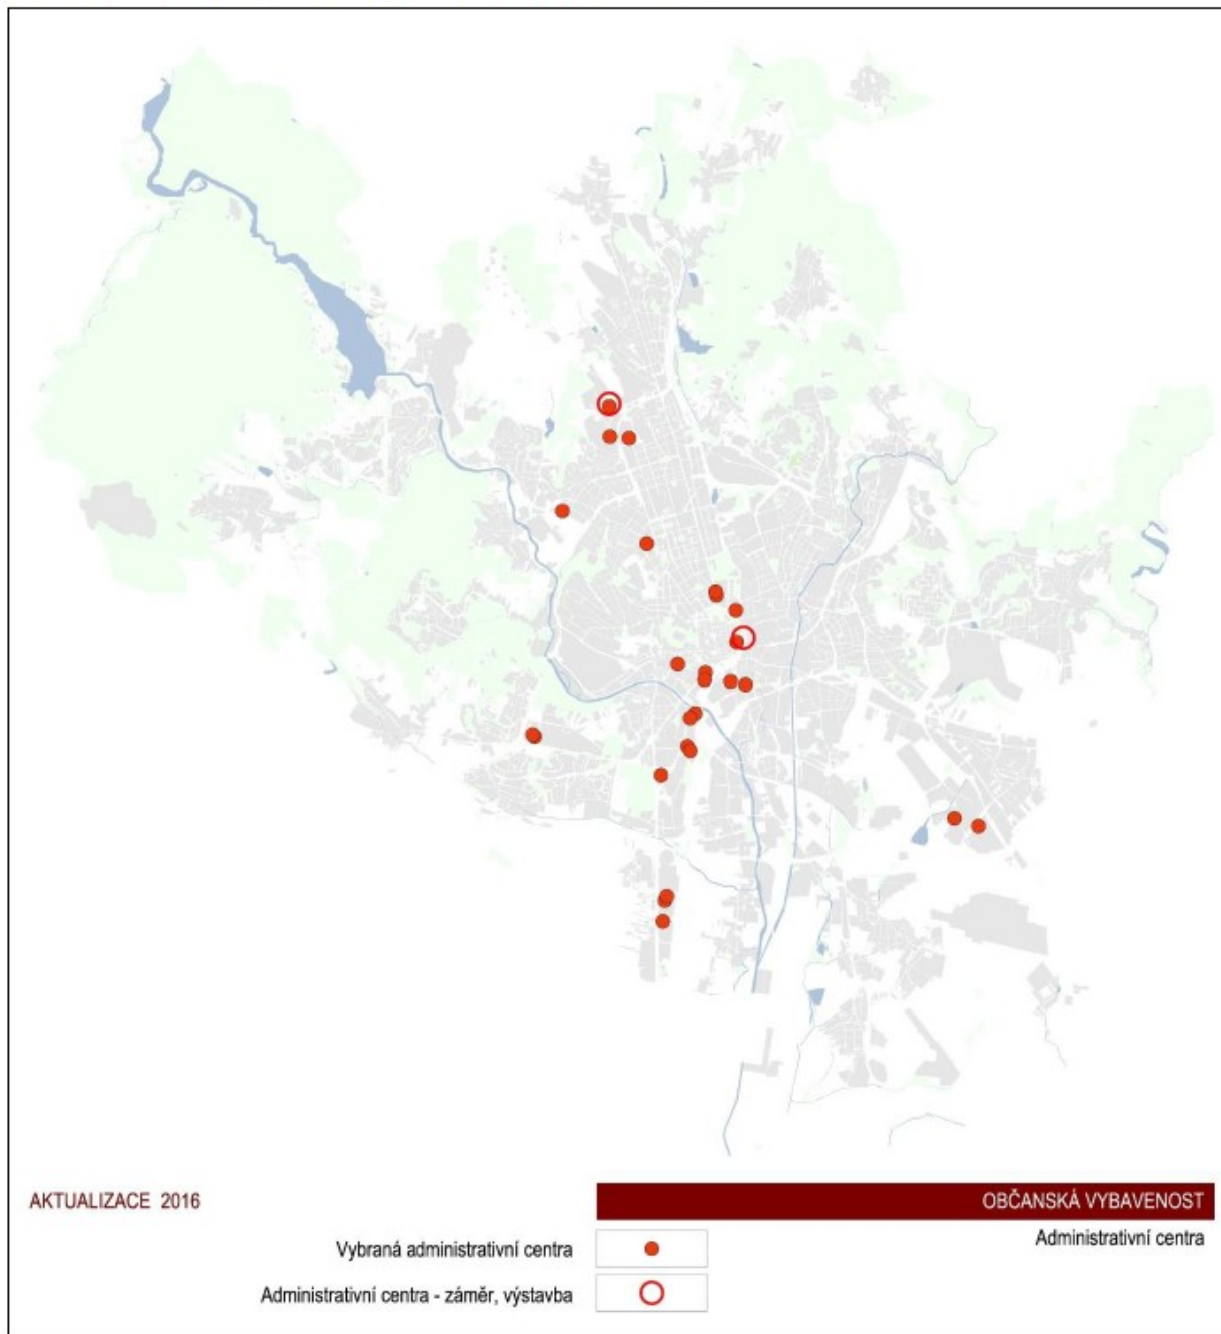 AKTUALIZACE 2016
OBČANSKÁ VYBAVENOST
Administrativní centra
Vybraná administrativní centra
Administrativní centra - záměr, výstavba